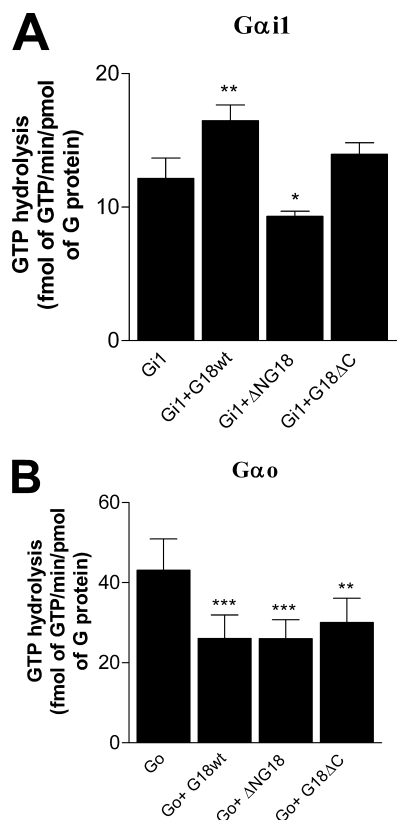 A
Gαi1
GTP hydrolysis
(fmol of GTP/min/pmol
of G protein)
20
10
0
**
*
Gi1
Gi1+G18wt
Gi1+ΔNG18
Gi1+G18ΔC
B
Gαo
GTP hydrolysis
(fmol of GTP/min/pmol
of G protein)
60
40
20
0
***
***
**
Go
Go+ G18wt
Go+ ΔNG18
Go+ G18ΔC